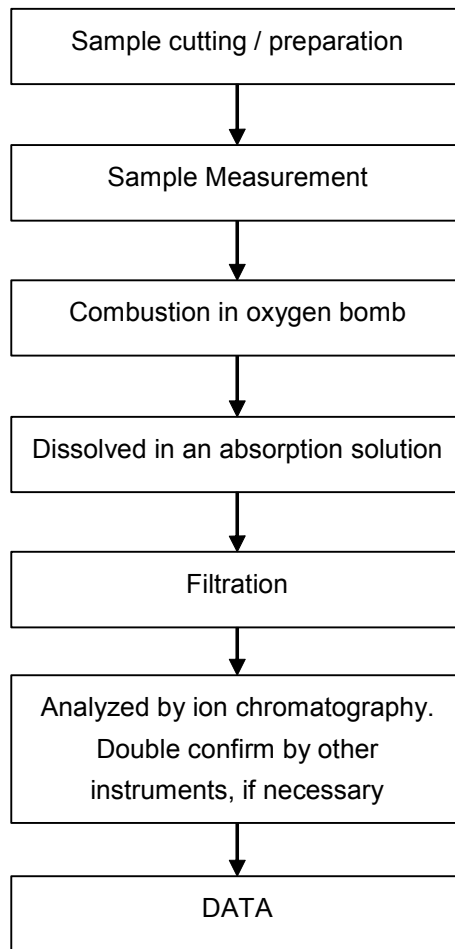 Sample cutting / preparation
Sample Measurement
Combustion in oxygen bomb
Dissolved in an absorption solution
Filtration
Analyzed by ion chromatography.
Double confirm by other
instruments, if necessary
DATA